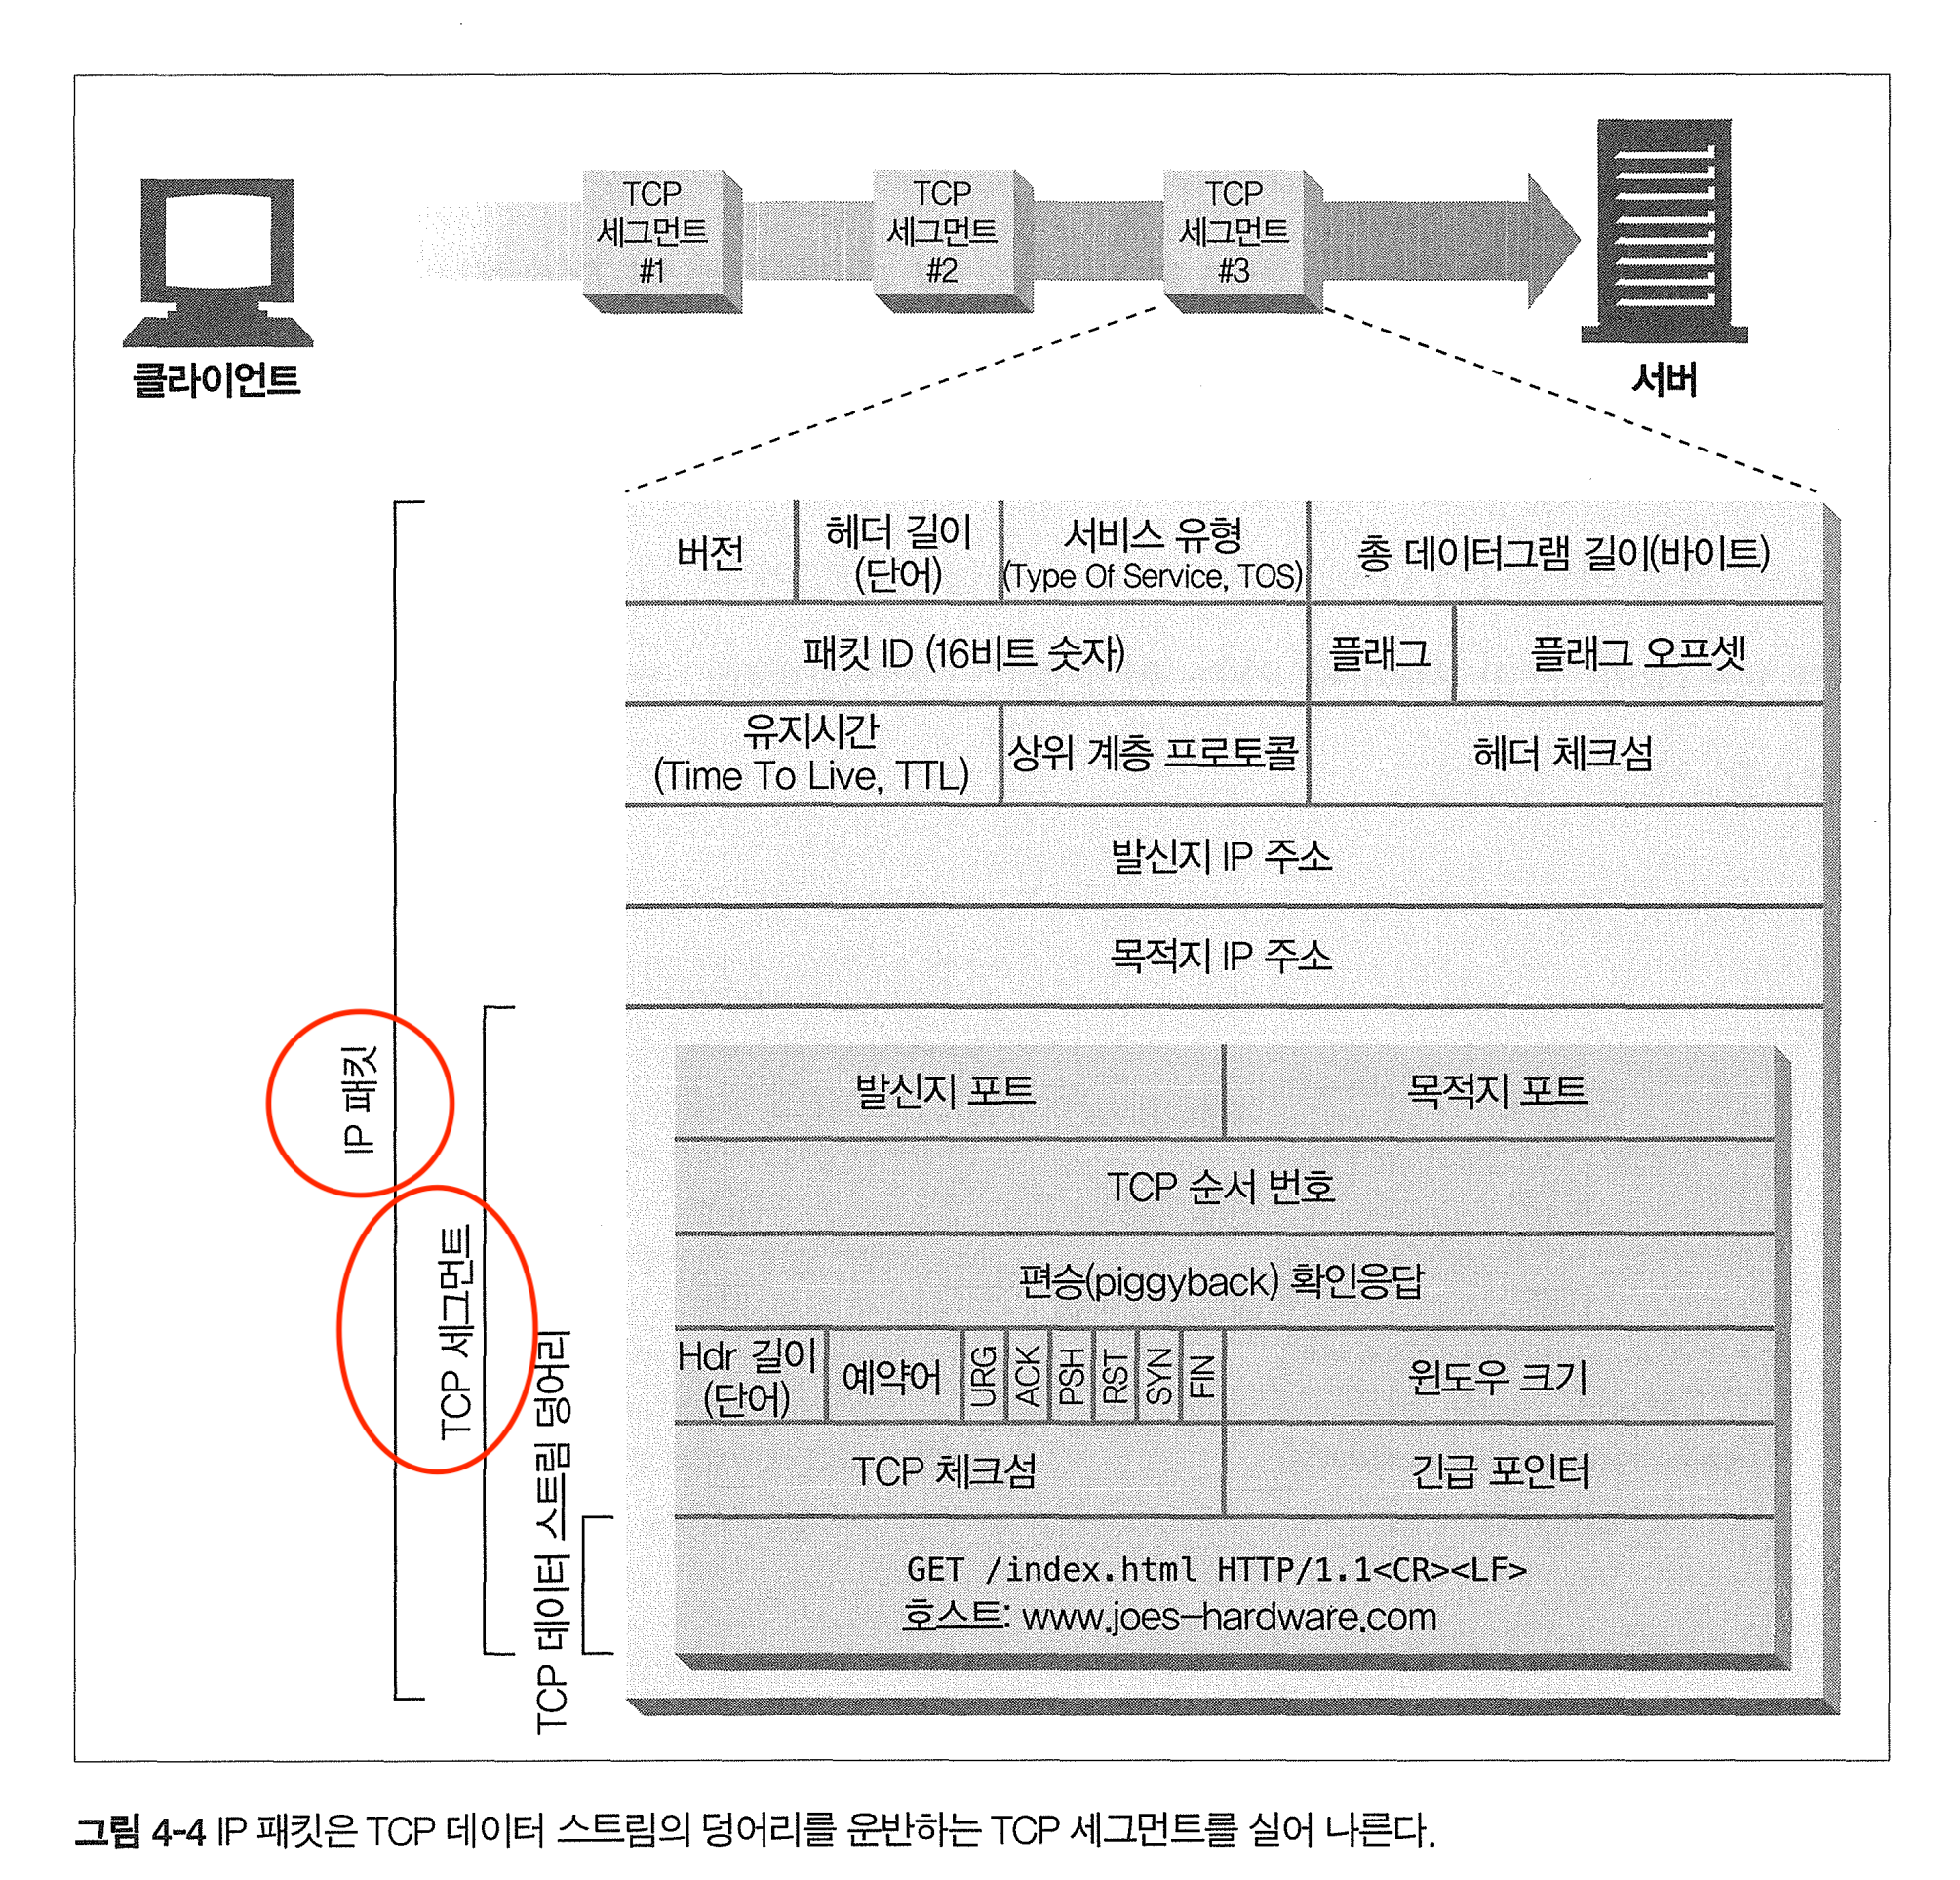 TCP
세그먼트
#1
TCP
세그먼트
#2
TCP
세그먼트
#3
클라이언트
서버
버전
헤더 길이
(단어)
서비스 유형
(Type Of Service, TOS)
총 데이터그램 길이(바이트)
패킷 ID (16비트 숫자)
플래그
플래그 오프셋
유지시간
(Time To Live, TTL)
상위 계층 프로토콜
헤더 체크섬
발신지 IP 주소
목적지 IP 주소
IP 패킷
TCP 세그먼트
TCP 데이터 스트림 덩어리
발신지 포트
목적지 포트
TCP 순서 번호
편승(piggyback) 확인응답
Hdr 길이
(단어)
예약어
URG
ACK
PSH
RST
SYN
FIN
윈도우 크기
TCP 체크섬
긴급 포인터
GET /index.html HTTP/1.1<CR><LF>
호스트: www.joes-hardware.com
그림 4-4 IP 패킷은 TCP 데이터 스트림의 덩어리를 운반하는 TCP 세그먼트를 실어 나른다.